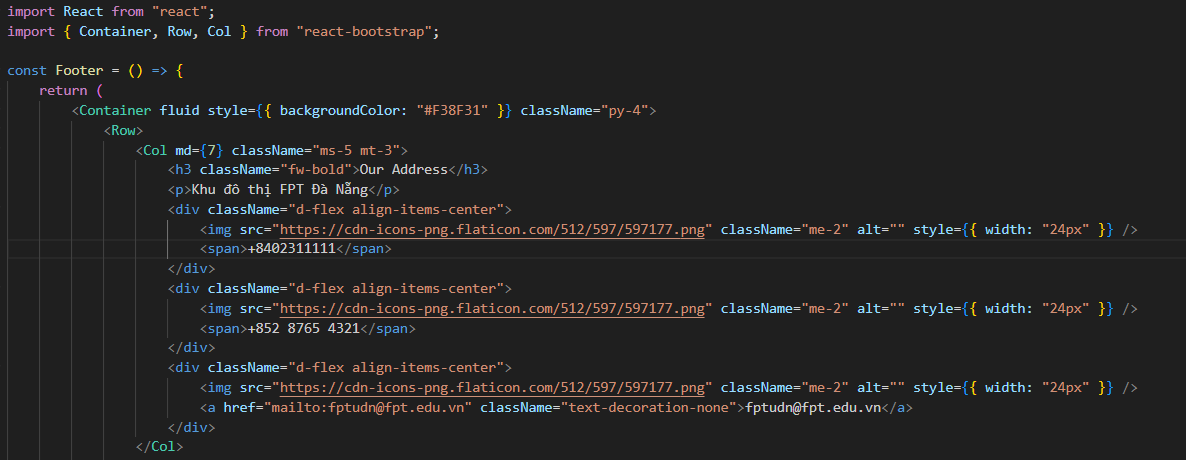 import React from "react";
import { Container, Row, Col } from "react-bootstrap";

const Footer = () => {
    return (
        <Container fluid style={{ backgroundColor: "#F38F31" }} className="py-4">
            <Row>
                <Col md={7} className="ms-5 mt-3">
                    <h3 className="fw-bold">Our Address</h3>
                    <p>Khu đô thị FPT Đà Nẵng</p>
                    <div className="d-flex align-items-center">
                        <img src="https://cdn-icons-png.flaticon.com/512/597/597177.png" className="me-2" alt="" style={{ width: "24px" }} />
                        <span>+8402311111</span>
                    </div>
                    <div className="d-flex align-items-center">
                        <img src="https://cdn-icons-png.flaticon.com/512/597/597177.png" className="me-2" alt="" style={{ width: "24px" }} />
                        <span>+852 8765 4321</span>
                    </div>
                    <div className="d-flex align-items-center">
                        <img src="https://cdn-icons-png.flaticon.com/512/597/597177.png" className="me-2" alt="" style={{ width: "24px" }} />
                        <a href="mailto:fptudn@fpt.edu.vn" className="text-decoration-none">fptudn@fpt.edu.vn</a>
                    </div>
                </Col>